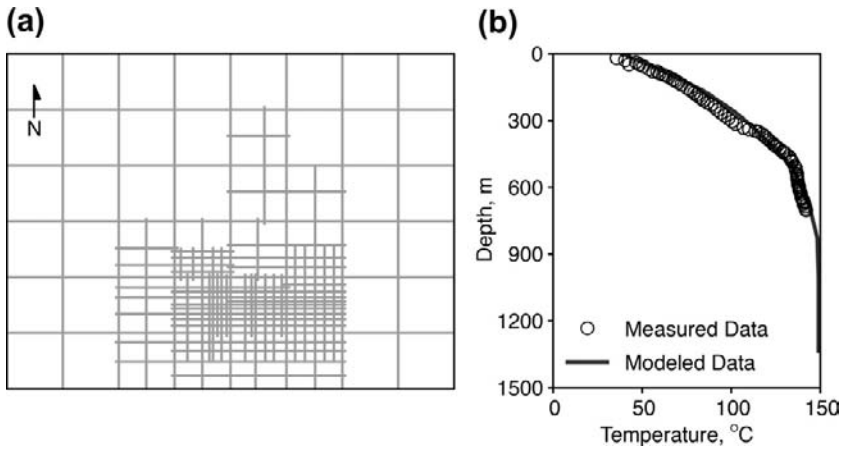 (a)
N
(b)
0
300
600
900
1200
1500
Depth, m
Measured Data
Modeled Data
0
50
100
150
Temperature, °C